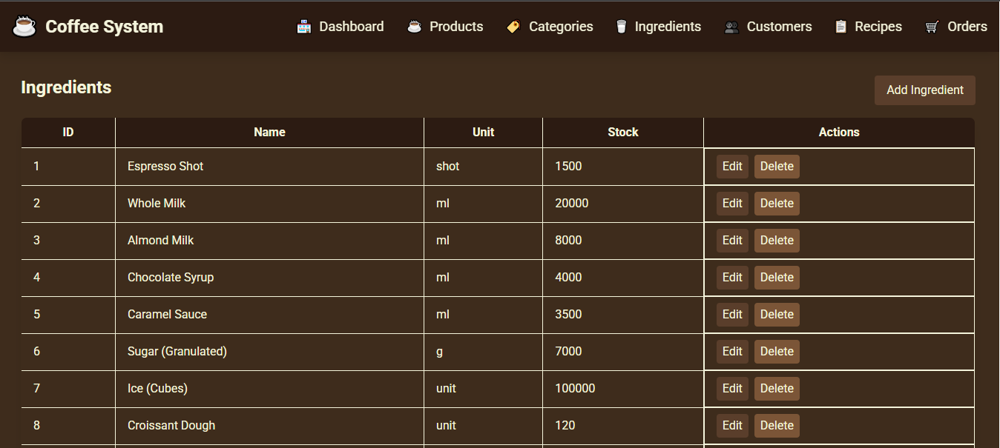 Coffee System Dashboard Products Categories Ingredients Customers Recipes Orders
Ingredients Add Ingredient
ID Name Unit Stock Actions
1 Espresso Shot shot 1500 Edit Delete
2 Whole Milk ml 20000 Edit Delete
3 Almond Milk ml 8000 Edit Delete
4 Chocolate Syrup ml 4000 Edit Delete
5 Caramel Sauce ml 3500 Edit Delete
6 Sugar (Granulated) g 7000 Edit Delete
7 Ice (Cubes) unit 100000 Edit Delete
8 Croissant Dough unit 120 Edit Delete